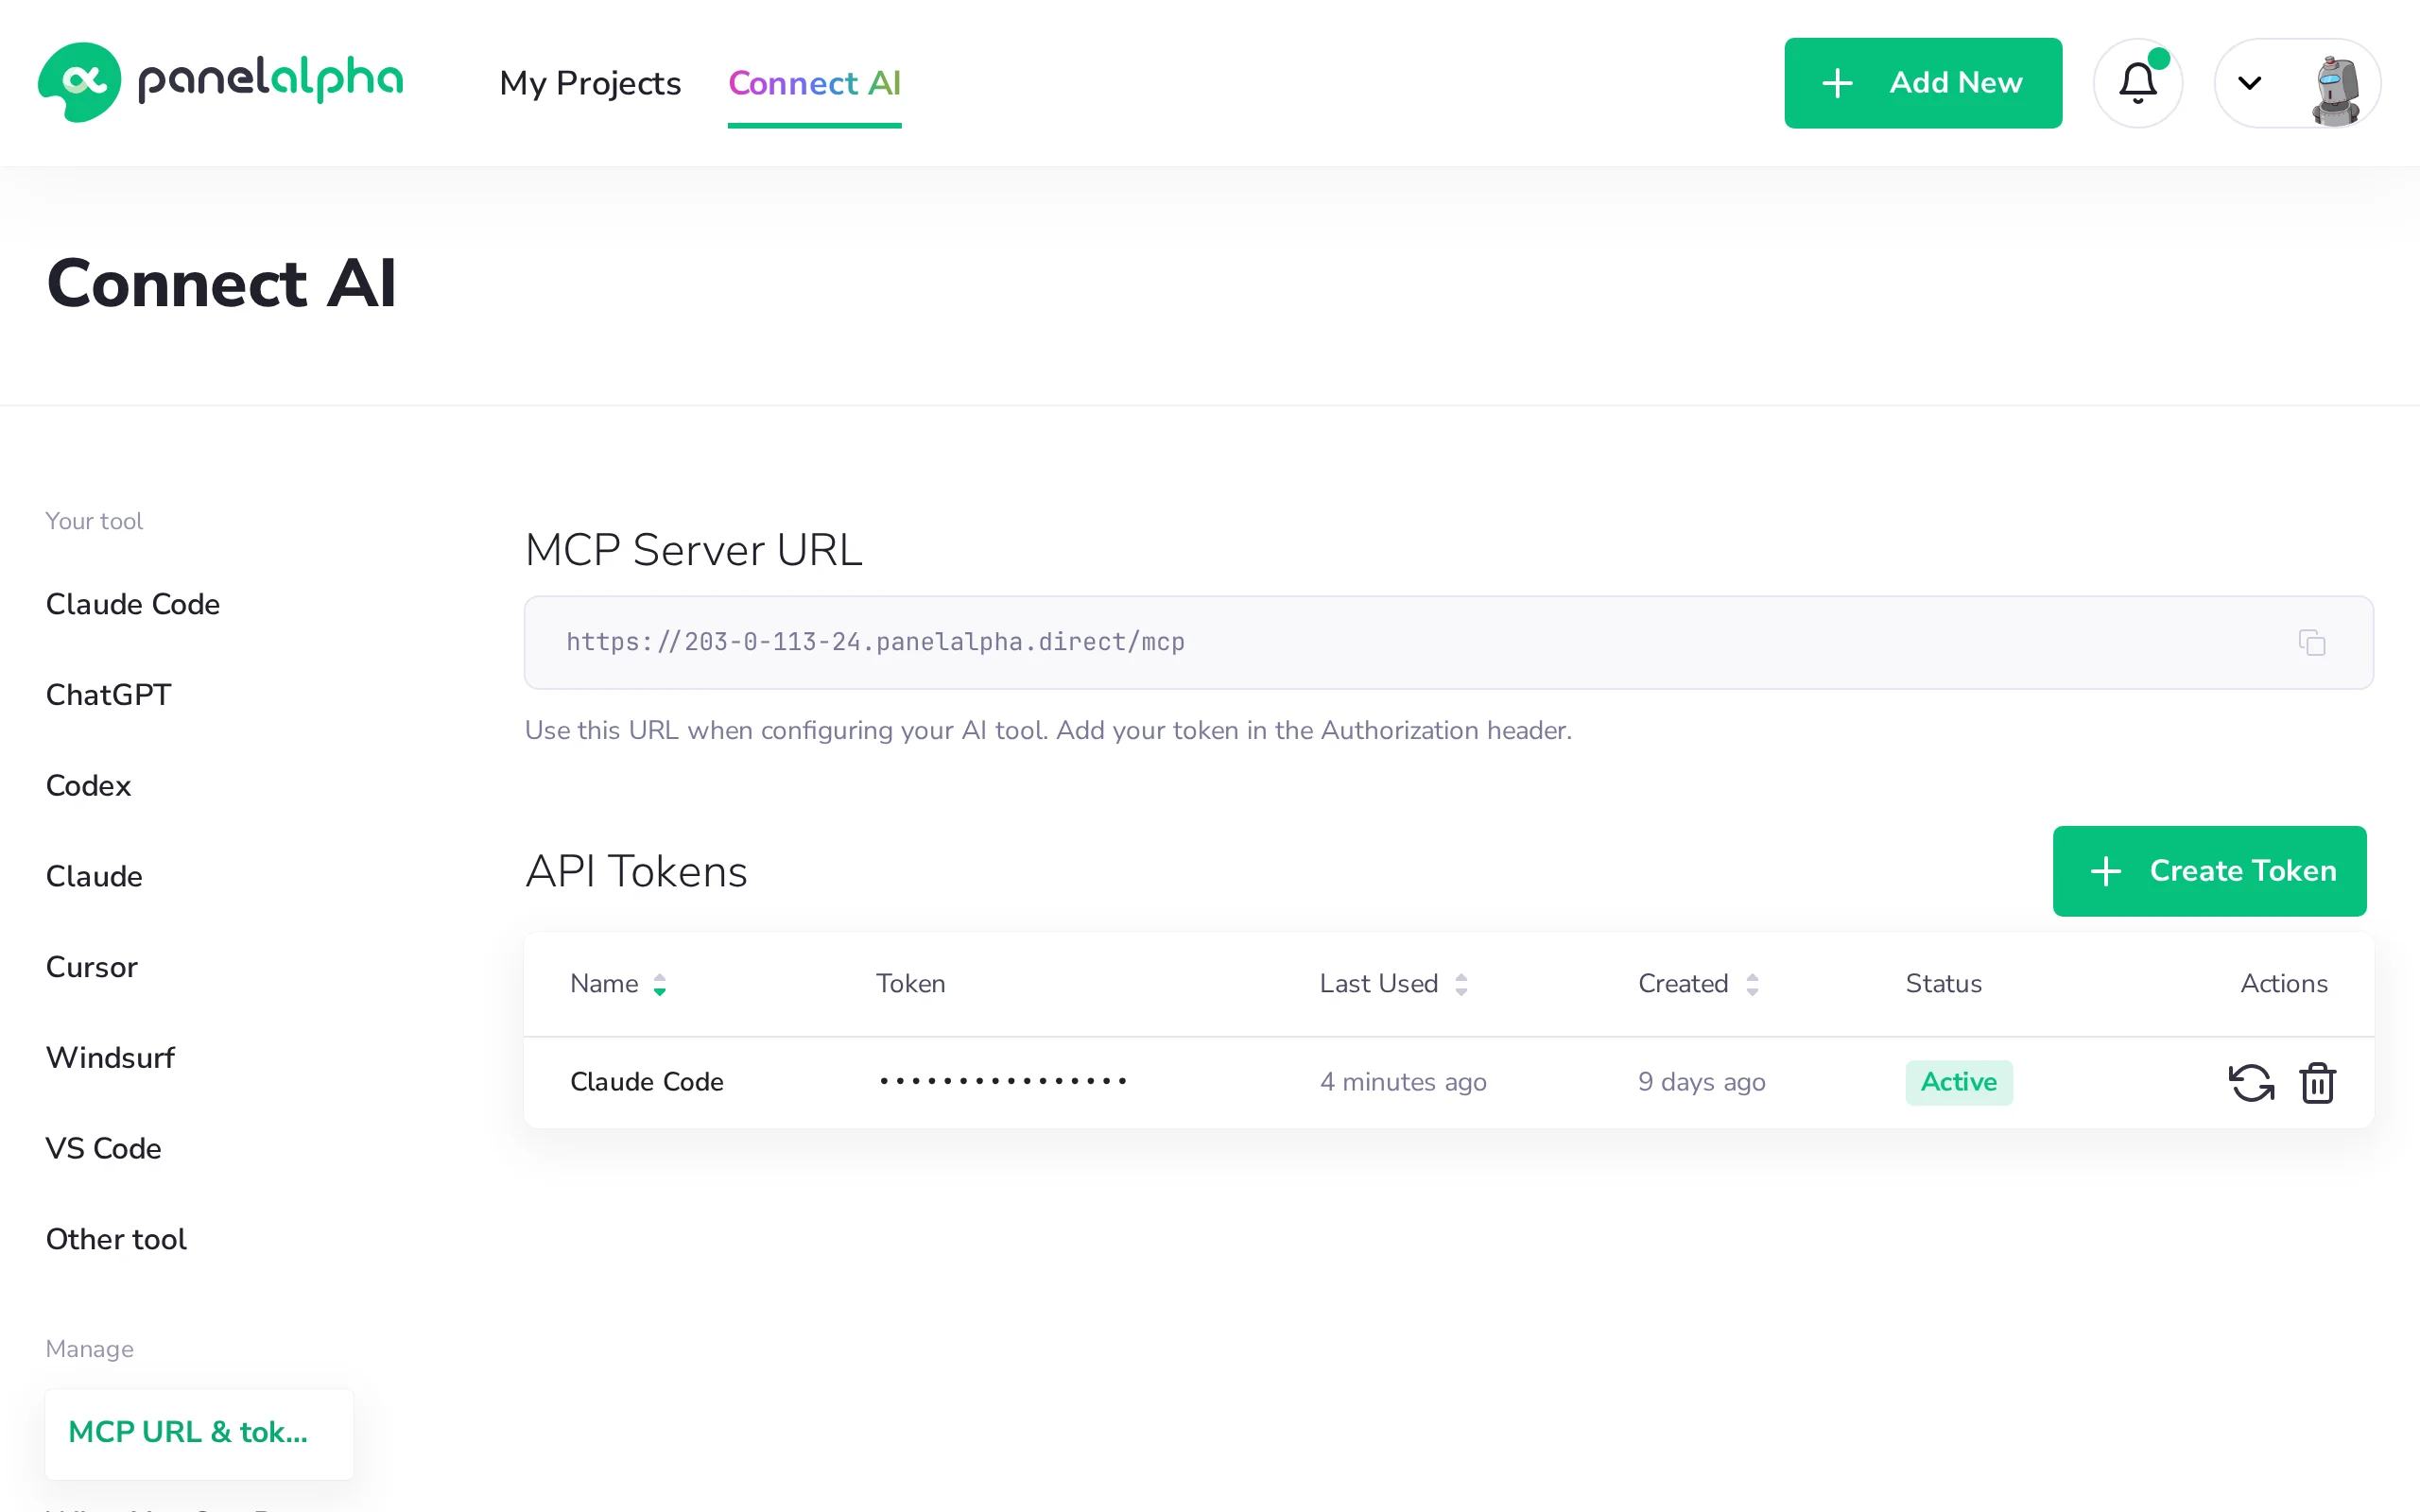 panelalpha
My Projects
Connect AI
Add New
Connect AI
Your tool
Claude Code
ChatGPT
Codex
Claude
Cursor
Windsurf
VS Code
Other tool
Manage
MCP URL & tok...
MCP Server URL
https://203-0-113-24.panelalpha.direct/mcp
Use this URL when configuring your AI tool. Add your token in the Authorization header.
API Tokens
Create Token
Name Token Last Used Created Status Actions
Claude Code •••••••••••••••• 4 minutes ago 9 days ago Active